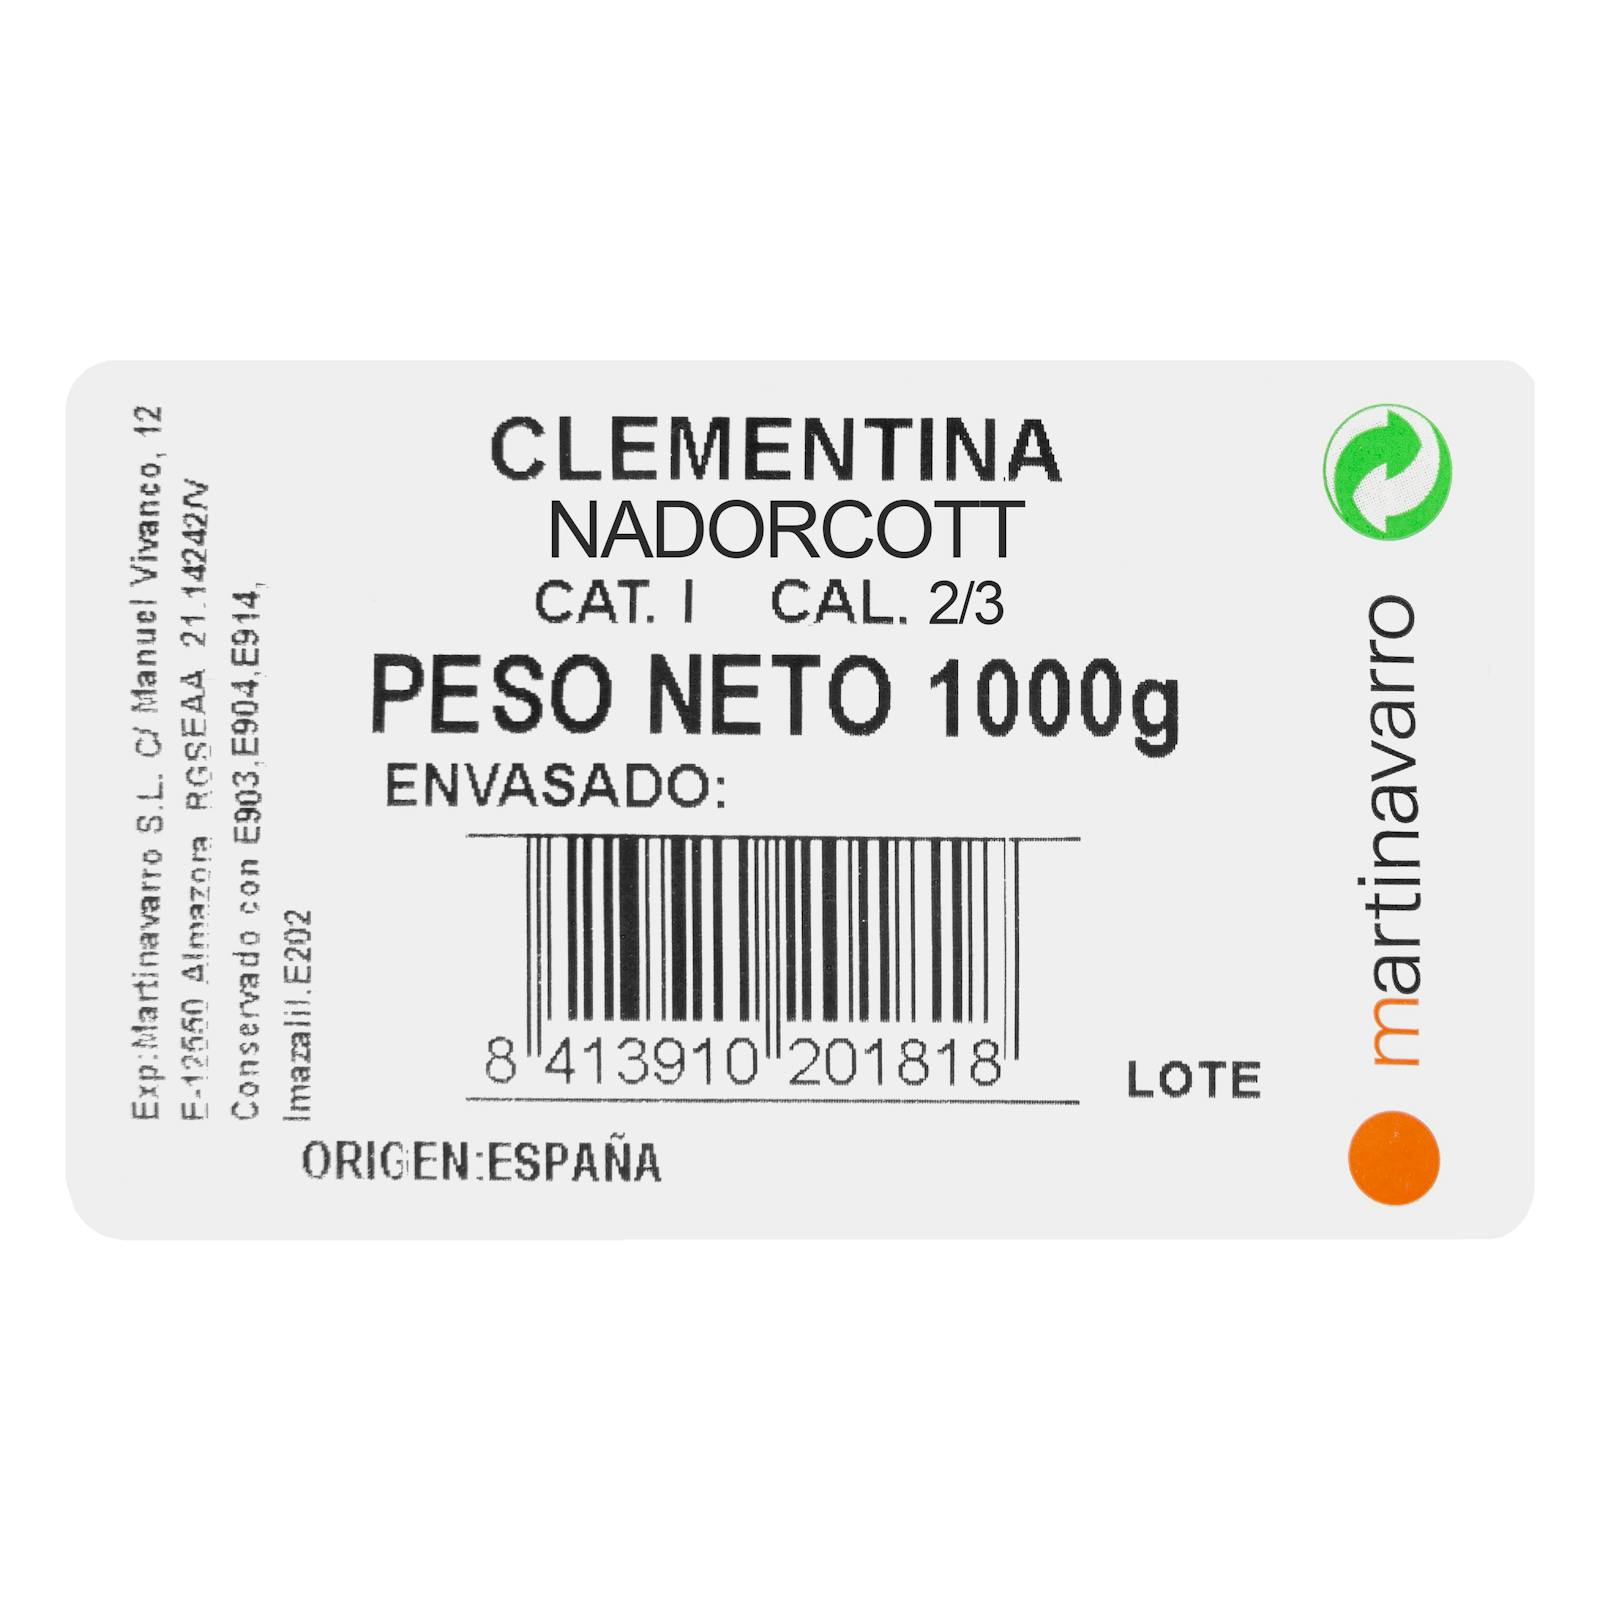 CLEMENTINA
NADORCOTT
CAT. I CAL. 2/3
PESO NETO 1000g
ENVASADO:
8 413910 201818
LOTE
ORIGEN:ESPAÑA
Exp:Martinavarro S.L. C/ Manuel Vivanco, 12
E-12550 Almazora RGSEAA 21.14242/V
Conservado con E903,E904,E914,
Imazalil.E202
martinavarro